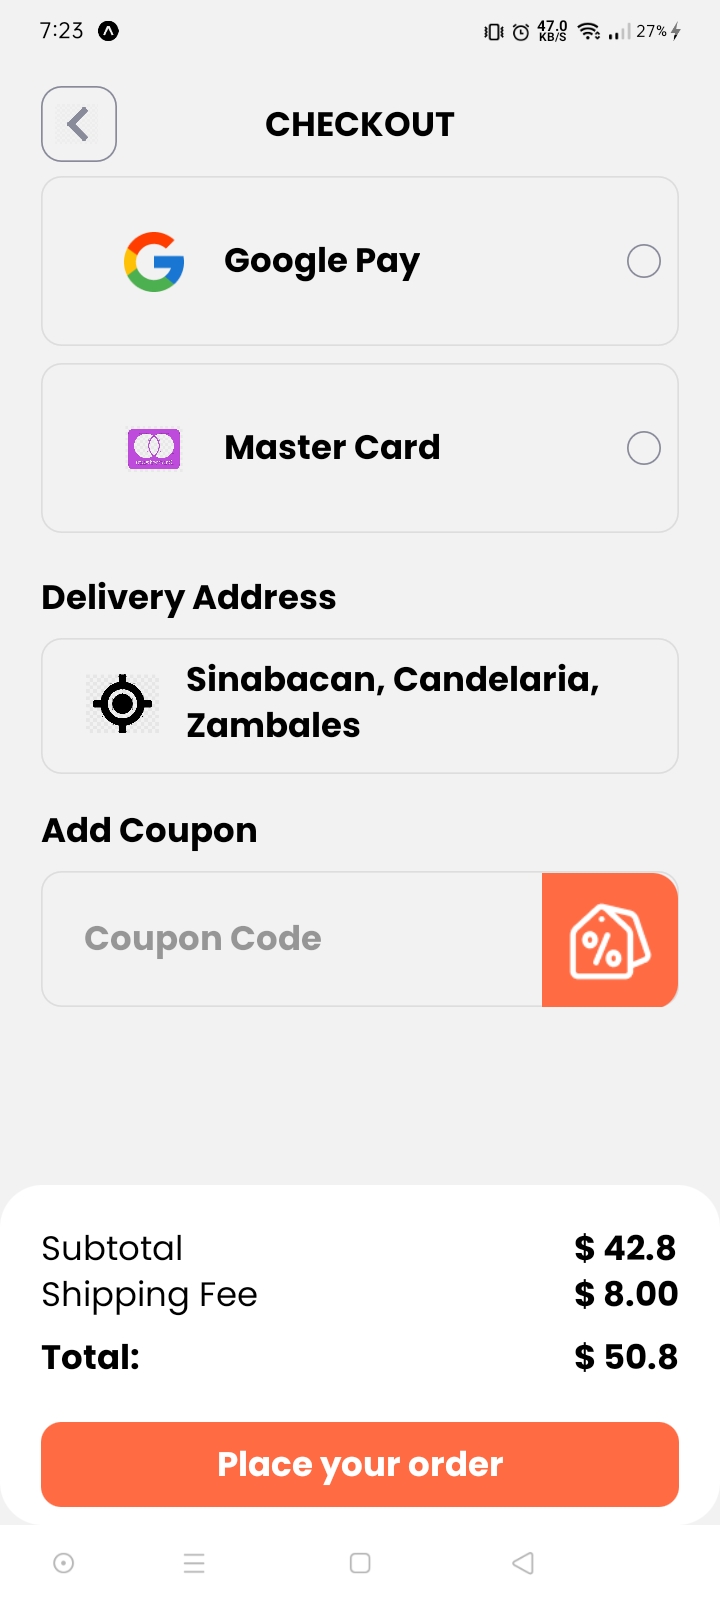 7:23
47.0
KB/S
27%
CHECKOUT
Google Pay
Master Card
Delivery Address
Sinabacan, Candelaria,
Zambales
Add Coupon
Coupon Code
Subtotal $ 42.8
Shipping Fee $ 8.00
Total: $ 50.8
Place your order